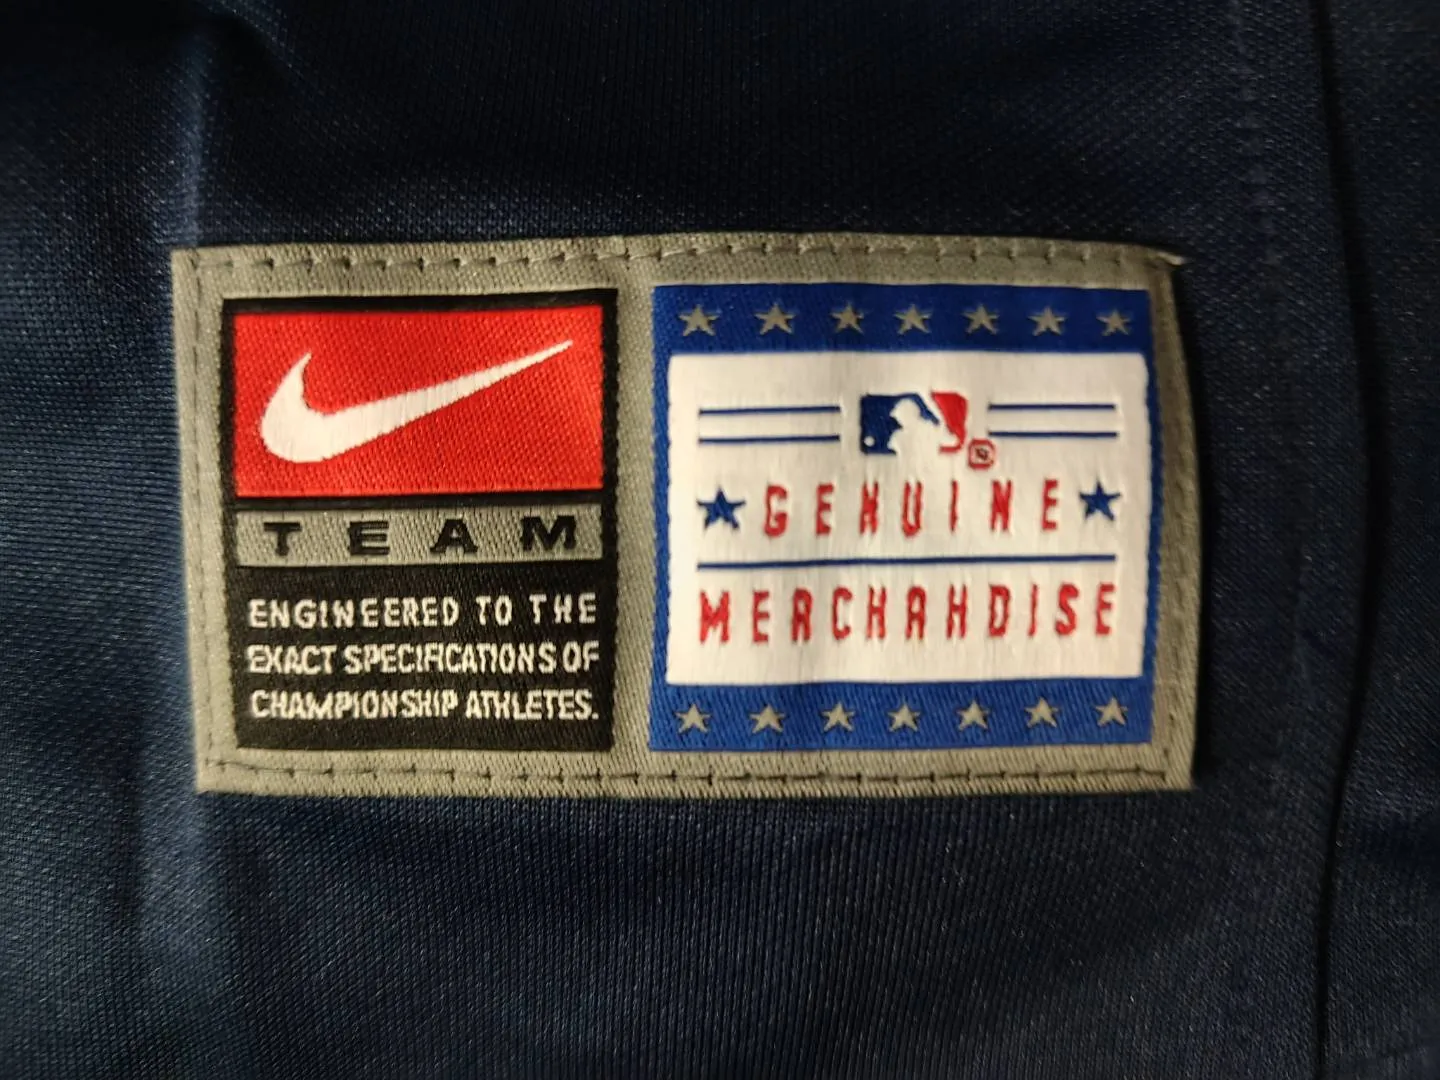 TEAM
ENGINEERED TO THE
EXACT SPECIFICATIONS OF
CHAMPIONSHIP ATHLETES.
®
GENUINE
MERCHANDISE